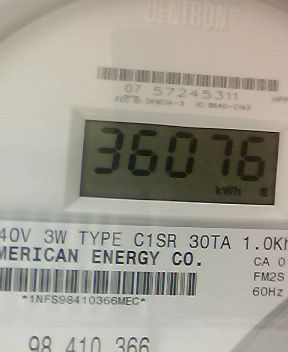 CENTRON
07 57245311
36076
kWh
40V 3W TYPE C1SR 30TA 1.0Kh
MERICAN ENERGY CO.
CA 0
FM2S
60Hz
*1NFS98410366MEC*
98 410 366